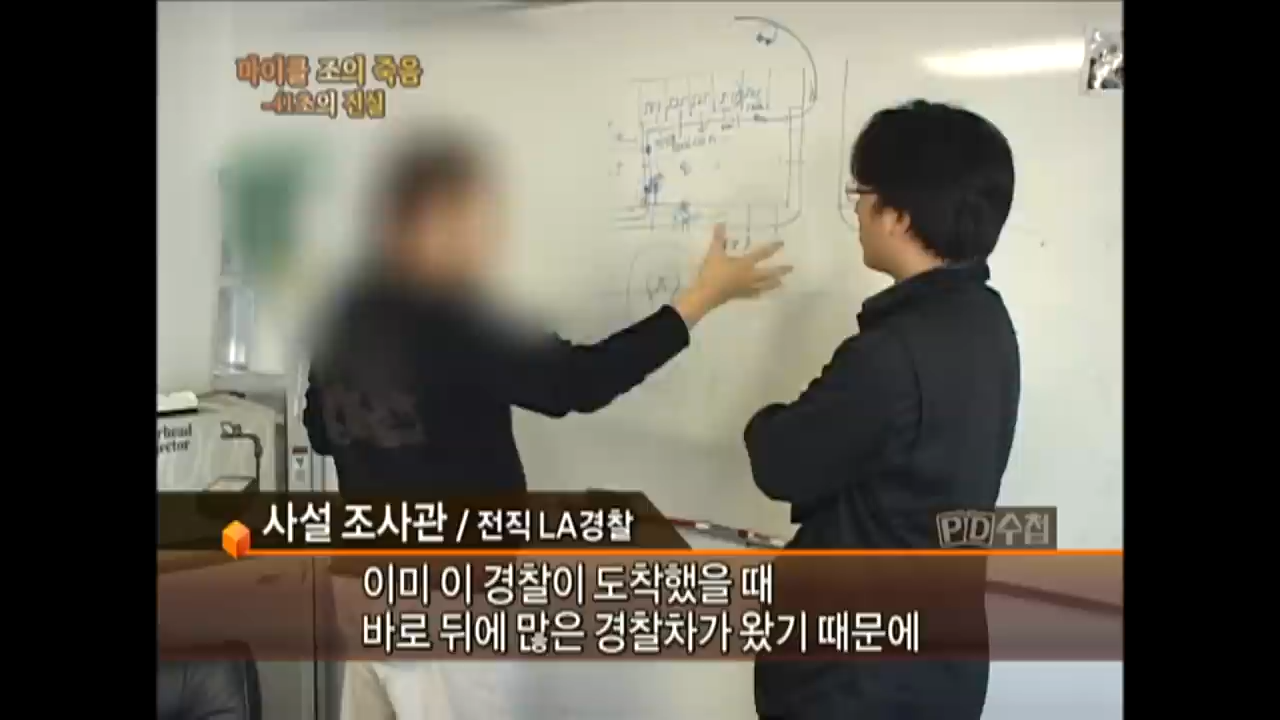 마이클 조의 죽음
-41초의 진실
사설 조사관 / 전직 LA경찰
PD수첩
이미 이 경찰이 도착했을 때
바로 뒤에 많은 경찰차가 왔기 때문에